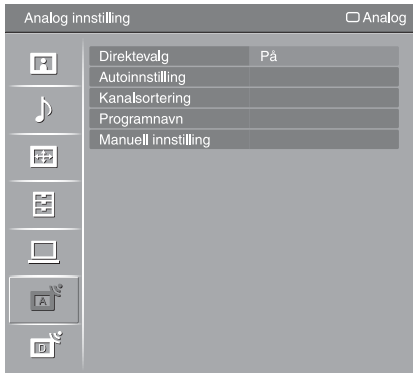 Analog innstilling
Analog
Direktevalg På
Autoinnstilling
Kanalsortering
Programnavn
Manuell innstilling
A
D